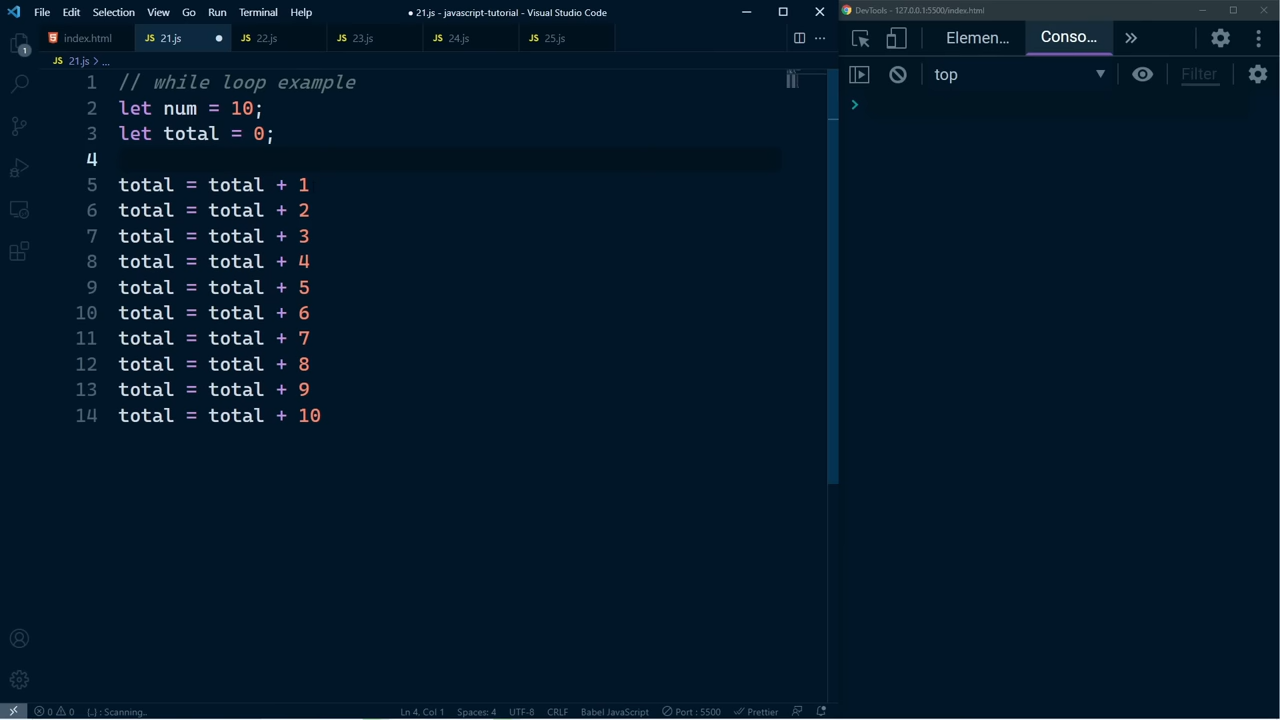 File Edit Selection View Go Run Terminal Help ● 21.js - javascript-tutorial - Visual Studio Code
DevTools - 127.0.0.1:5500/index.html
index.html JS 21.js JS 22.js JS 23.js JS 24.js JS 25.js
Elemen... Conso...
JS 21.js > ...
top Filter
1 // while loop example
2 let num = 10;
3 let total = 0;
4
5 total = total + 1
6 total = total + 2
7 total = total + 3
8 total = total + 4
9 total = total + 5
10 total = total + 6
11 total = total + 7
12 total = total + 8
13 total = total + 9
14 total = total + 10
1
0 0 {..} : Scanning.. Ln 4, Col 1 Spaces: 4 UTF-8 CRLF Babel JavaScript Port : 5500 Prettier